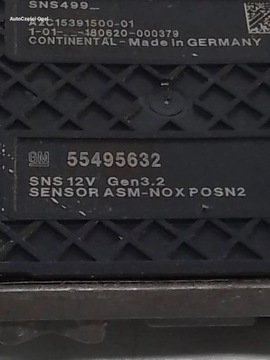 SNS499_
AutoCzęści Opel
A2C15391500-01
1-01-_ _-180620-000379
CONTINENTAL-Made in GERMANY
GM 55495632
SNS 12V Gen3.2
SENSOR ASM-NOX POSN2